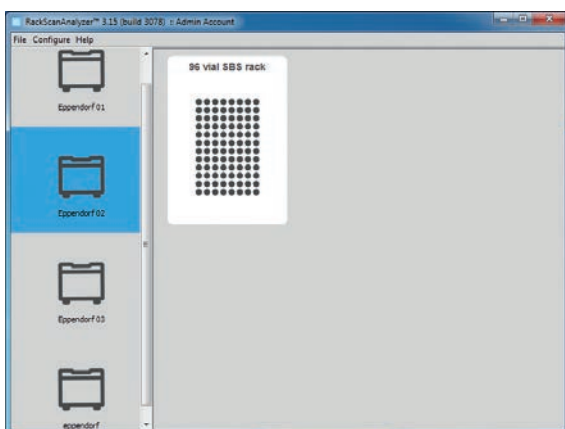 RackScanAnalyzer™ 3.15 (build 3078) :: Admin Account
File Configure Help
Eppendorf 01
Eppendorf 02
Eppendorf 03
eppendorf
96 vial SBS rack